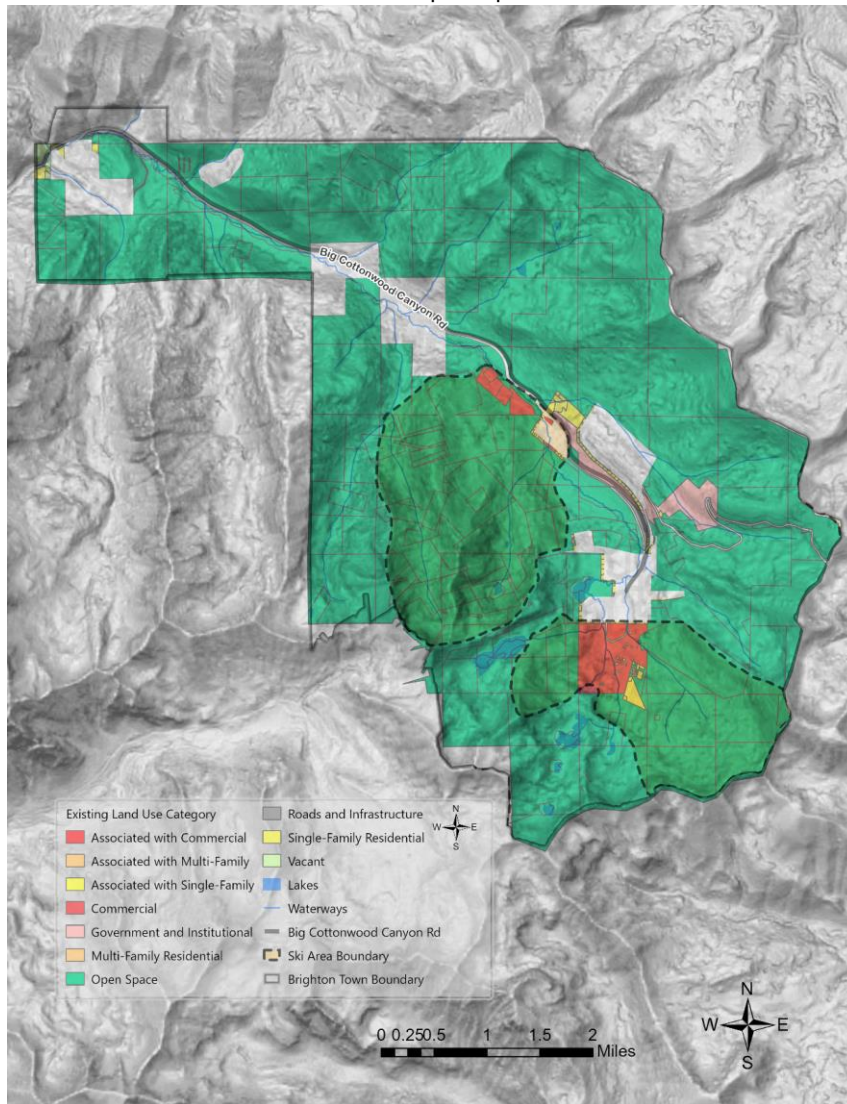 Big Cottonwood Canyon Rd
Existing Land Use Category
Associated with Commercial
Associated with Multi-Family
Associated with Single-Family
Commercial
Government and Institutional
Multi-Family Residential
Open Space
Roads and Infrastructure
Single-Family Residential
Vacant
Lakes
Waterways
Big Cottonwood Canyon Rd
Ski Area Boundary
Brighton Town Boundary
N
W E
S
0 0.25 0.5 1 1.5 2
Miles
N
W E
S